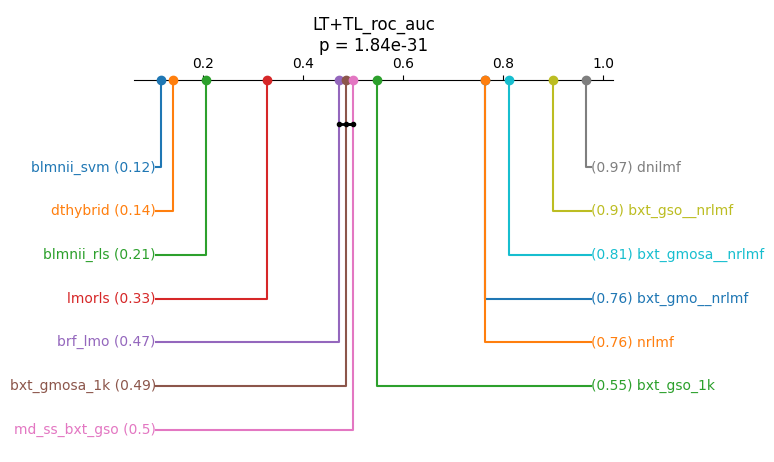 LT+TL_roc_auc
p = 1.84e-31
0.2 0.4 0.6 0.8 1.0
blmnii_svm (0.12) (0.97) dnilmf
dthybrid (0.14) (0.9) bxt_gso__nrlmf
blmnii_rls (0.21) (0.81) bxt_gmosa__nrlmf
lmorls (0.33) (0.76) bxt_gmo__nrlmf
brf_lmo (0.47) (0.76) nrlmf
bxt_gmosa_1k (0.49) (0.55) bxt_gso_1k
md_ss_bxt_gso (0.5)